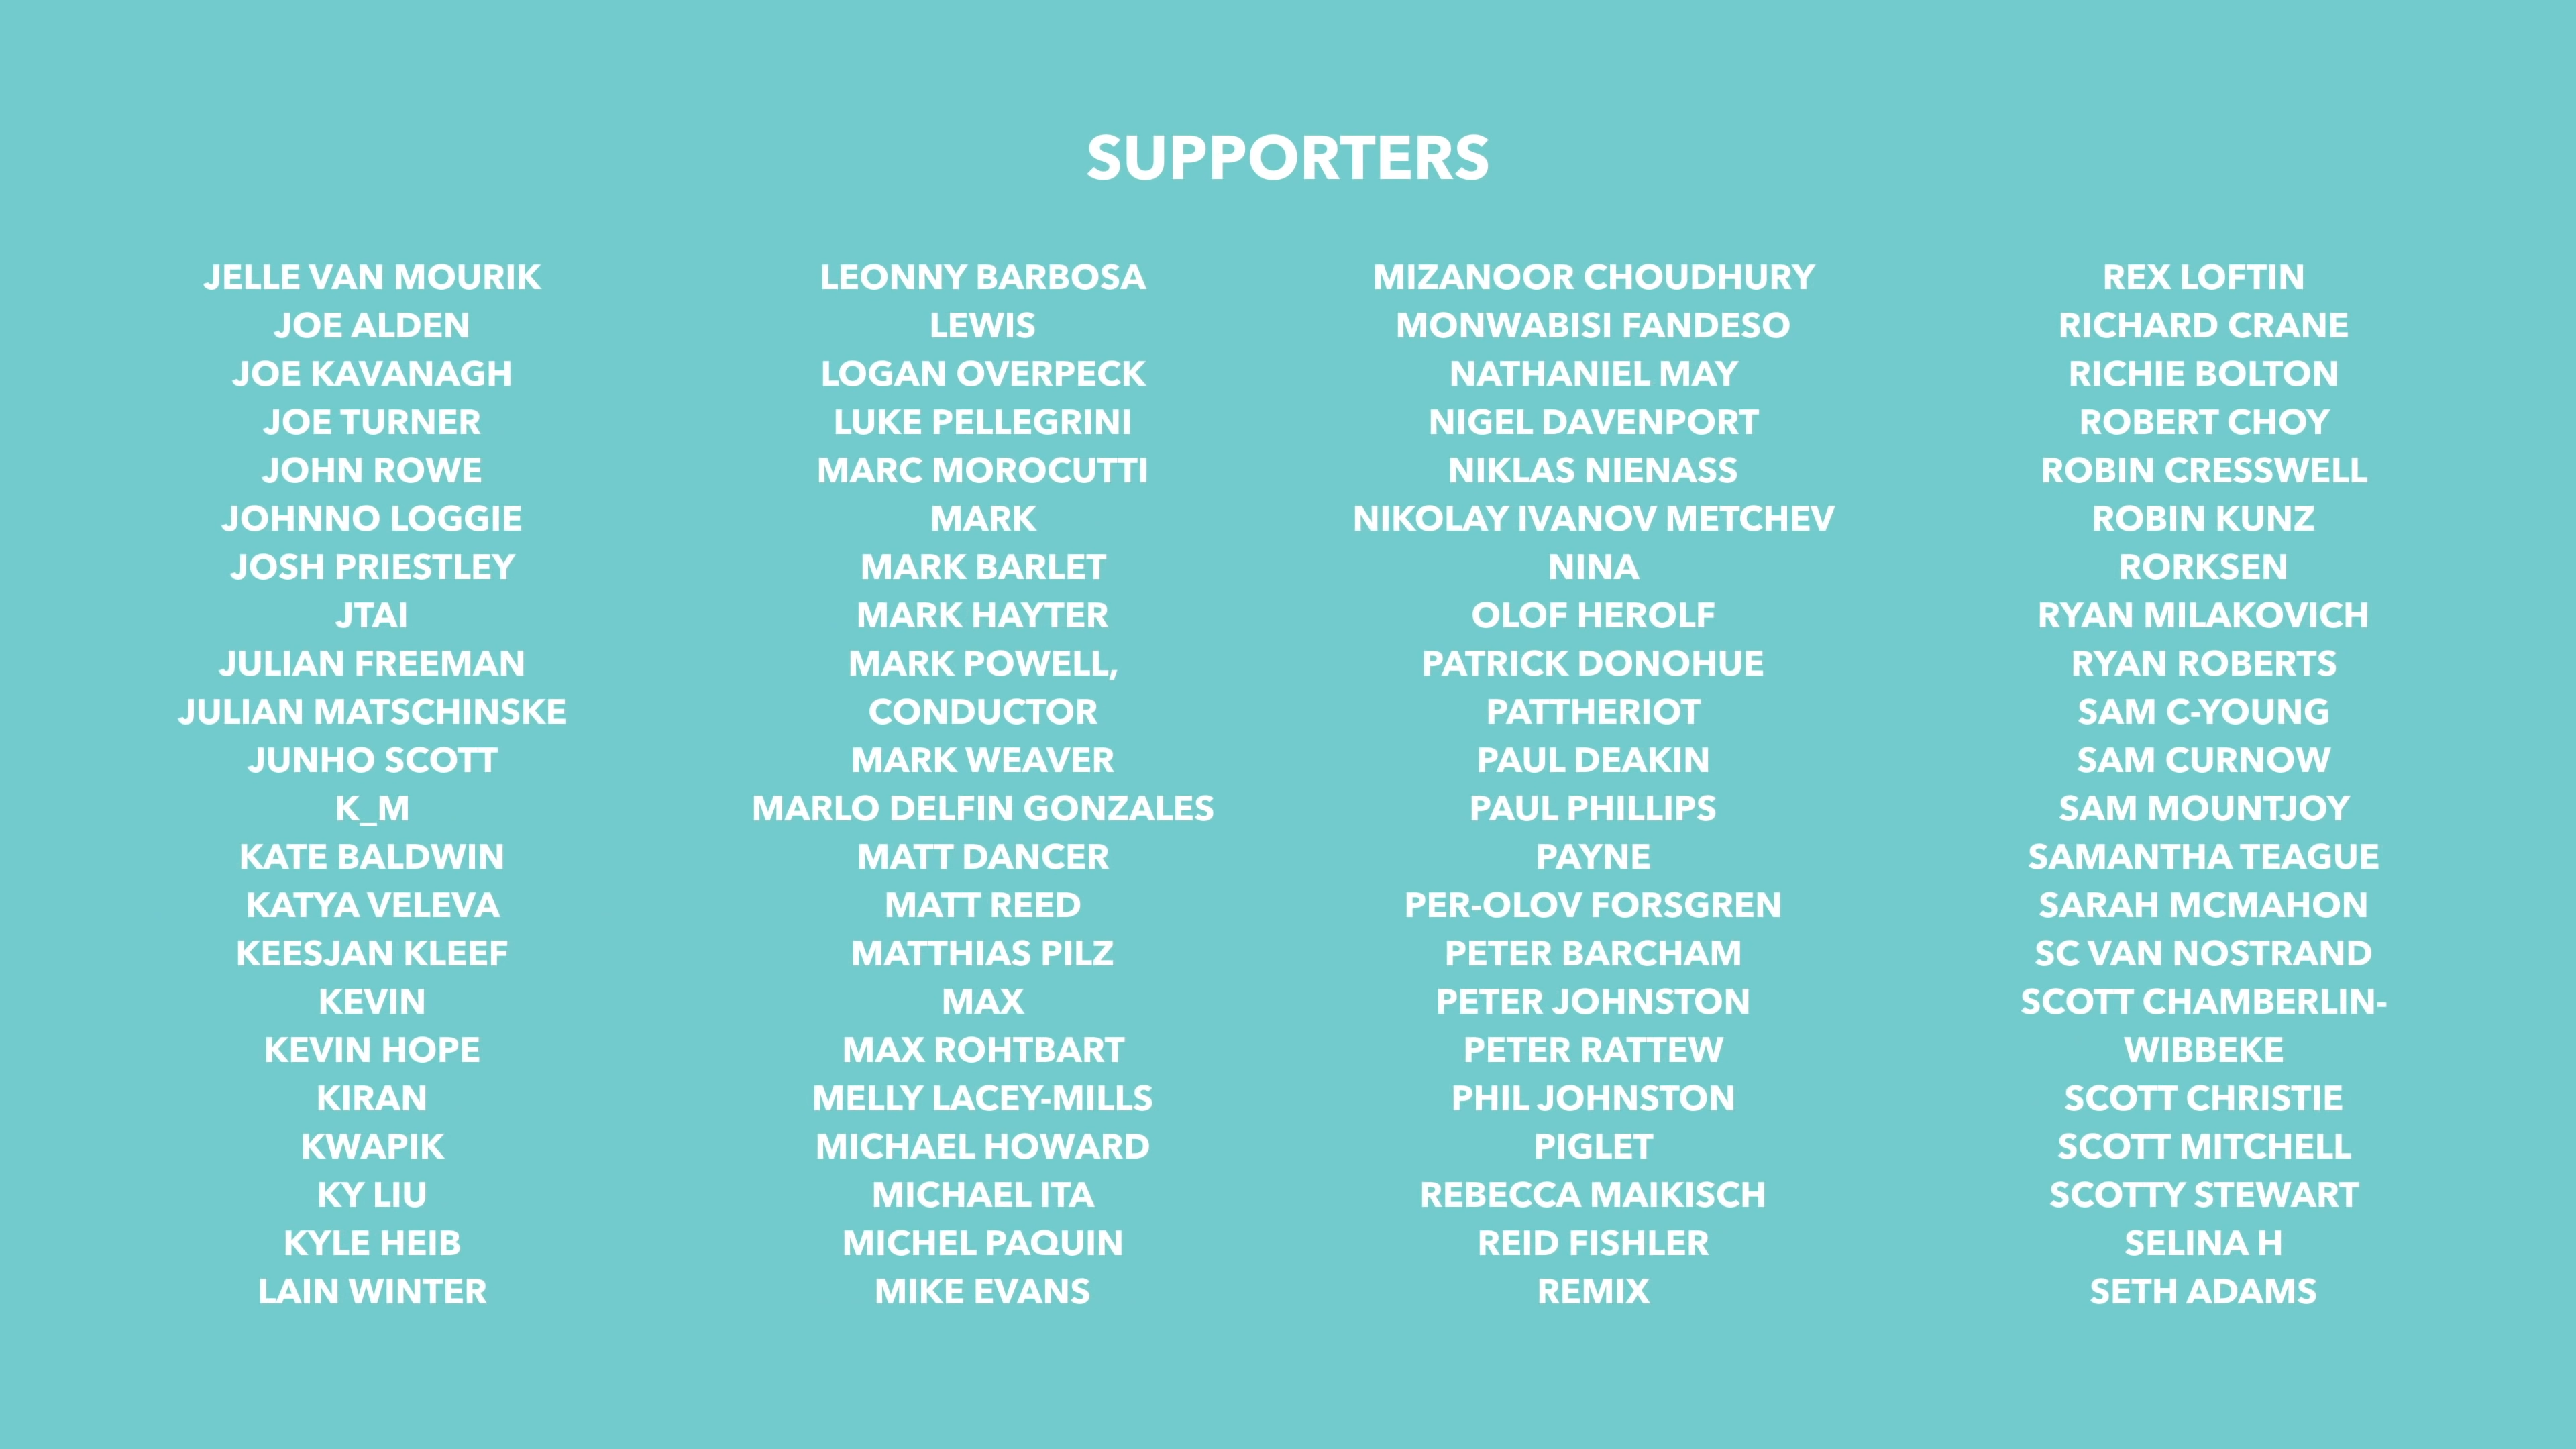 SUPPORTERS
JELLE VAN MOURIK
JOE ALDEN
JOE KAVANAGH
JOE TURNER
JOHN ROWE
JOHNNO LOGGIE
JOSH PRIESTLEY
JTAI
JULIAN FREEMAN
JULIAN MATSCHINSKE
JUNHO SCOTT
K_M
KATE BALDWIN
KATYA VELEVA
KEESJAN KLEEF
KEVIN
KEVIN HOPE
KIRAN
KWAPIK
KY LIU
KYLE HEIB
LAIN WINTER
LEONNY BARBOSA
LEWIS
LOGAN OVERPECK
LUKE PELLEGRINI
MARC MOROCUTTI
MARK
MARK BARLET
MARK HAYTER
MARK POWELL,
CONDUCTOR
MARK WEAVER
MARLO DELFIN GONZALES
MATT DANCER
MATT REED
MATTHIAS PILZ
MAX
MAX ROHTBART
MELLY LACEY-MILLS
MICHAEL HOWARD
MICHAEL ITA
MICHEL PAQUIN
MIKE EVANS
MIZANOOR CHOUDHURY
MONWABISI FANDESO
NATHANIEL MAY
NIGEL DAVENPORT
NIKLAS NIENASS
NIKOLAY IVANOV METCHEV
NINA
OLOF HEROLF
PATRICK DONOHUE
PATTHERIOT
PAUL DEAKIN
PAUL PHILLIPS
PAYNE
PER-OLOV FORSGREN
PETER BARCHAM
PETER JOHNSTON
PETER RATTEW
PHIL JOHNSTON
PIGLET
REBECCA MAIKISCH
REID FISHLER
REMIX
REX LOFTIN
RICHARD CRANE
RICHIE BOLTON
ROBERT CHOY
ROBIN CRESSWELL
ROBIN KUNZ
RORKSEN
RYAN MILAKOVICH
RYAN ROBERTS
SAM C-YOUNG
SAM CURNOW
SAM MOUNTJOY
SAMANTHA TEAGUE
SARAH MCMAHON
SC VAN NOSTRAND
SCOTT CHAMBERLIN-
WIBBEKE
SCOTT CHRISTIE
SCOTT MITCHELL
SCOTTY STEWART
SELINA H
SETH ADAMS